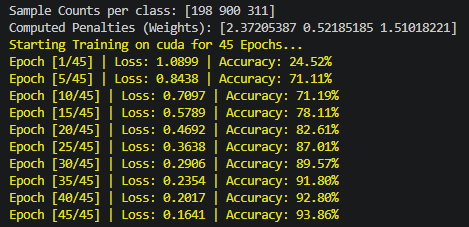 Sample Counts per class: [198 900 311]
Computed Penalties (Weights): [2.37205387 0.52185185 1.51018221]
Starting Training on cuda for 45 Epochs...
Epoch [1/45] | Loss: 1.0899 | Accuracy: 24.52%
Epoch [5/45] | Loss: 0.8438 | Accuracy: 71.11%
Epoch [10/45] | Loss: 0.7097 | Accuracy: 71.19%
Epoch [15/45] | Loss: 0.5789 | Accuracy: 78.11%
Epoch [20/45] | Loss: 0.4692 | Accuracy: 82.61%
Epoch [25/45] | Loss: 0.3638 | Accuracy: 87.01%
Epoch [30/45] | Loss: 0.2906 | Accuracy: 89.57%
Epoch [35/45] | Loss: 0.2354 | Accuracy: 91.80%
Epoch [40/45] | Loss: 0.2017 | Accuracy: 92.80%
Epoch [45/45] | Loss: 0.1641 | Accuracy: 93.86%